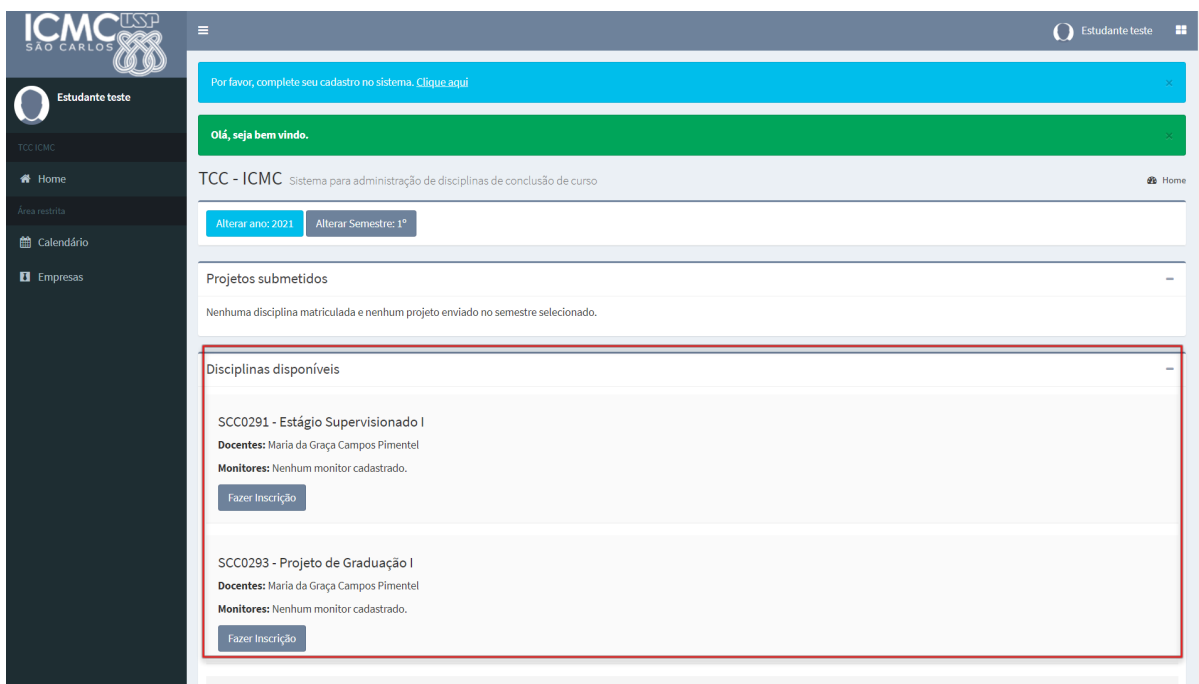 ICMC USP
SÃO CARLOS
Estudante teste
Estudante teste
TCC ICMC
Home
Área restrita
Calendário
Empresas
Por favor, complete seu cadastro no sistema. Clique aqui ×
Olá, seja bem vindo. ×
TCC - ICMC Sistema para administração de disciplinas de conclusão de curso
Home
Alterar ano: 2021 Alterar Semestre: 1º
Projetos submetidos
Nenhuma disciplina matriculada e nenhum projeto enviado no semestre selecionado.
Disciplinas disponíveis
SCC0291 - Estágio Supervisionado I
Docentes: Maria da Graça Campos Pimentel
Monitores: Nenhum monitor cadastrado.
Fazer Inscrição
SCC0293 - Projeto de Graduação I
Docentes: Maria da Graça Campos Pimentel
Monitores: Nenhum monitor cadastrado.
Fazer Inscrição